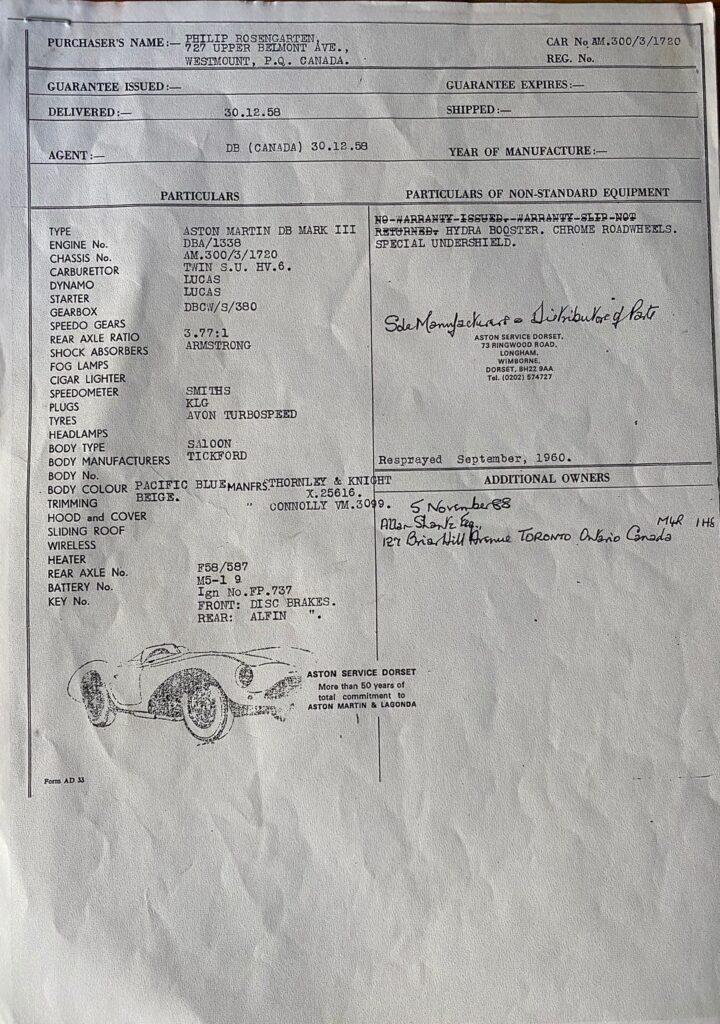 PURCHASER'S NAME:— PHILIP ROSENGARTEN,
727 UPPER BELMONT AVE.,
WESTMOUNT, P.Q. CANADA.
CAR No AM.300/3/1720
REG. No.
GUARANTEE ISSUED:—
GUARANTEE EXPIRES:—
DELIVERED:— 30.12.58
SHIPPED:—
AGENT:— DB (CANADA) 30.12.58
YEAR OF MANUFACTURE:—
PARTICULARS
TYPE ASTON MARTIN DB MARK III
ENGINE No. DBA/1338
CHASSIS No. AM.300/3/1720
CARBURETTOR TWIN S.U. HV.6.
DYNAMO LUCAS
STARTER LUCAS
GEARBOX DBCW/S/380
SPEEDO GEARS
REAR AXLE RATIO 3.77:1
SHOCK ABSORBERS ARMSTRONG
FOG LAMPS
CIGAR LIGHTER
SPEEDOMETER SMITHS
PLUGS KLG
TYRES AVON TURBOSPEED
HEADLAMPS
BODY TYPE SALOON
BODY MANUFACTURERS TICKFORD
BODY No.
BODY COLOUR PACIFIC BLUE MANFRS THORNLEY & KNIGHT
X.25616.
TRIMMING BEIGE. " CONNOLLY VM.3099.
HOOD and COVER
SLIDING ROOF
WIRELESS
HEATER
REAR AXLE No. F58/587
BATTERY No. M5-1 9
KEY No. Ign No.FP.737
FRONT: DISC BRAKES.
REAR: ALFIN ".
PARTICULARS OF NON-STANDARD EQUIPMENT
NO-WARRANTY-ISSUED.-WARRANTY-SLIP-NOT
RETURNED. HYDRA BOOSTER. CHROME ROADWHEELS.
SPECIAL UNDERSHIELD.
Sole Manufacturers & Distributors of Parts
ASTON SERVICE DORSET,
73 RINGWOOD ROAD,
LONGHAM,
WIMBORNE,
DORSET, BH22 9AA
Tel. (0202) 574727
Resprayed September, 1960.
ADDITIONAL OWNERS
5 November 88
Allan Shank Esq.,
127 Briar Hill Avenue TORONTO Ontario Canada M4R 1H6
ASTON SERVICE DORSET
More than 50 years of
total commitment to
ASTON MARTIN & LAGONDA
Form AD 33